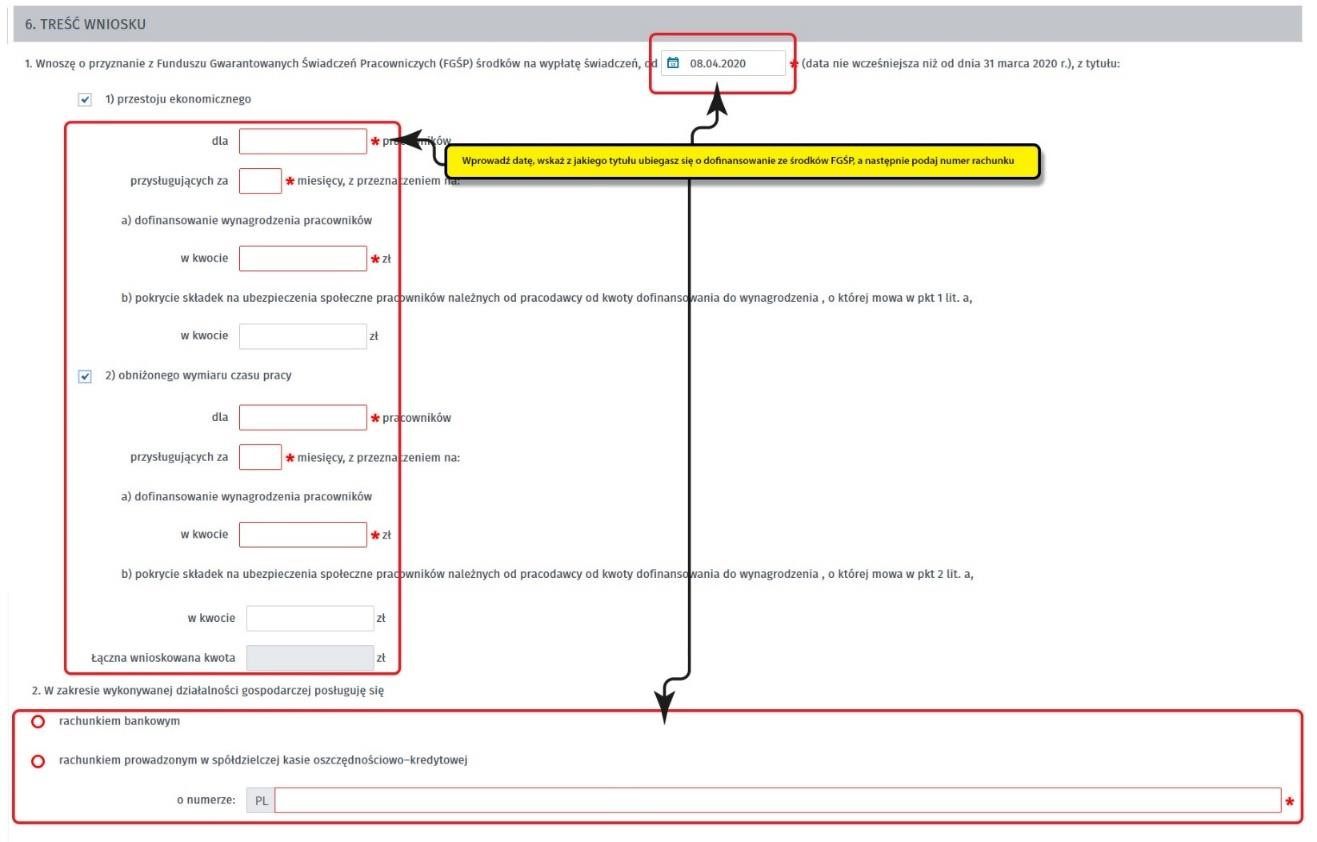 6. TREŚĆ WNIOSKU
1. Wnoszę o przyznanie z Funduszu Gwarantowanych Świadczeń Pracowniczych (FGŚP) środków na wypłatę świadczeń, od 08.04.2020 * (data nie wcześniejsza niż od dnia 31 marca 2020 r.), z tytułu:
1) przestoju ekonomicznego
dla * pracowników
Wprowadź datę, wskaż z jakiego tytułu ubiegasz się o dofinansowanie ze środków FGŚP, a następnie podaj numer rachunku
przysługujących za * miesięcy, z przeznaczeniem na:
a) dofinansowanie wynagrodzenia pracowników
w kwocie * zł
b) pokrycie składek na ubezpieczenia społeczne pracowników należnych od pracodawcy od kwoty dofinansowania do wynagrodzenia , o której mowa w pkt 1 lit. a,
w kwocie zł
2) obniżonego wymiaru czasu pracy
dla * pracowników
przysługujących za * miesięcy, z przeznaczeniem na:
a) dofinansowanie wynagrodzenia pracowników
w kwocie * zł
b) pokrycie składek na ubezpieczenia społeczne pracowników należnych od pracodawcy od kwoty dofinansowania do wynagrodzenia , o której mowa w pkt 2 lit. a,
w kwocie zł
Łączna wnioskowana kwota zł
2. W zakresie wykonywanej działalności gospodarczej posługuję się
rachunkiem bankowym
rachunkiem prowadzonym w spółdzielczej kasie oszczędnościowo-kredytowej
o numerze: PL *